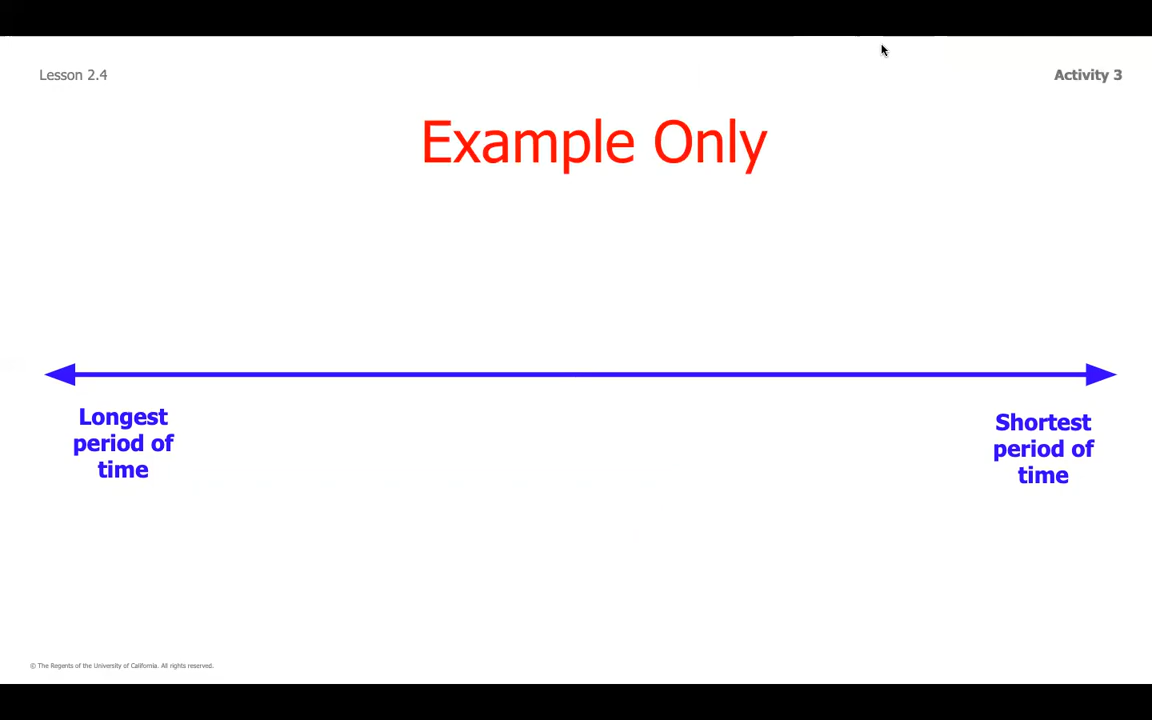 Lesson 2.4
Activity 3
Example Only
Longest
period of
time
Shortest
period of
time
© The Regents of the University of California. All rights reserved.